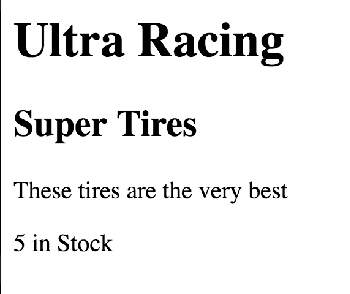 Ultra Racing
Super Tires
These tires are the very best
5 in Stock